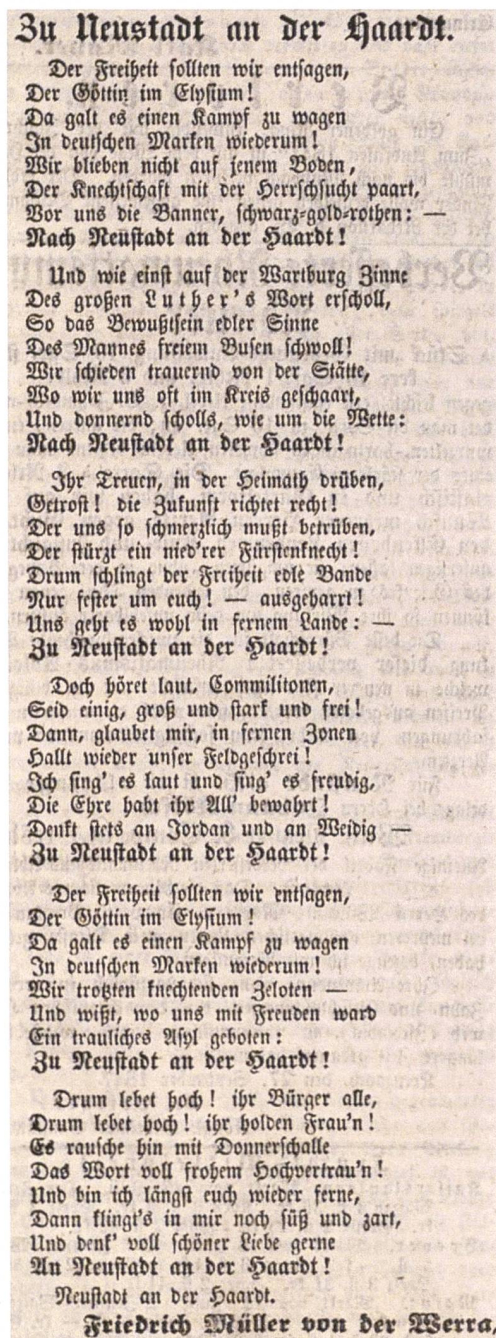 Zu Neustadt an der Haardt.
Der Freiheit sollten wir entsagen,
Der Göttin im Elysium!
Da galt es einen Kampf zu wagen
In deutschen Marken wiederum!
Wir blieben nicht auf jenem Boden,
Der Knechtschaft mit der Herrschsucht paart,
Vor uns die Banner, schwarz-gold-rothen: —
Nach Neustadt an der Haardt!
Und wie einst auf der Wartburg Zinne
Des großen Luther's Wort erscholl,
So das Bewußtsein edler Sinne
Des Mannes freiem Busen schwoll!
Wir schieden trauernd von der Stätte,
Wo wir uns oft im Kreis geschaart,
Und donnernd scholls, wie um die Wette:
Nach Neustadt an der Haardt!
Ihr Treuen, in der Heimath drüben,
Getrost! die Zukunft richtet recht!
Der uns so schmerzlich mußt betrüben,
Der stürzt ein nied'rer Fürstenknecht!
Drum schlingt der Freiheit edle Bande
Nur fester um euch! — ausgeharrt!
Uns geht es wohl in fernem Lande: —
Zu Neustadt an der Haardt!
Doch höret laut, Commilitonen,
Seid einig, groß und stark und frei!
Dann, glaubet mir, in fernen Zonen
Hallt wieder unser Feldgeschrei!
Ich sing' es laut und sing' es freudig,
Die Ehre habt ihr All' bewahrt!
Denkt stets an Jordan und an Weidig —
Zu Neustadt an der Haardt!
Der Freiheit sollten wir entsagen,
Der Göttin im Elysium!
Da galt es einen Kampf zu wagen
In deutschen Marken wiederum!
Wir trotzten knechtenden Zeloten —
Und wißt, wo uns mit Freuden ward
Ein trauliches Asyl geboten:
Zu Neustadt an der Haardt!
Drum lebet hoch! ihr Bürger alle,
Drum lebet hoch! ihr holden Frau'n!
Es rausche hin mit Donnerschalle
Das Wort voll frohem Hochvertrau'n!
Und bin ich längst euch wieder ferne,
Dann klingt's in mir noch süß und zart,
Und denk' voll schöner Liebe gerne
An Neustadt an der Haardt!
Neustadt an der Haardt.
Friedrich Müller von der Werra,